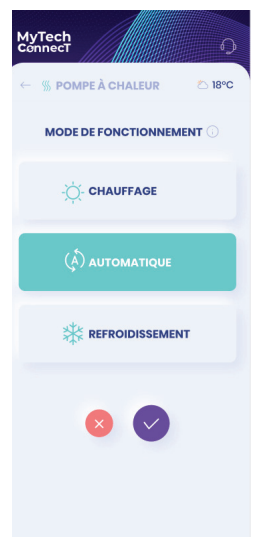 MyTech
ConnecT
POMPE À CHALEUR 18°C
MODE DE FONCTIONNEMENT
CHAUFFAGE
A AUTOMATIQUE
REFROIDISSEMENT